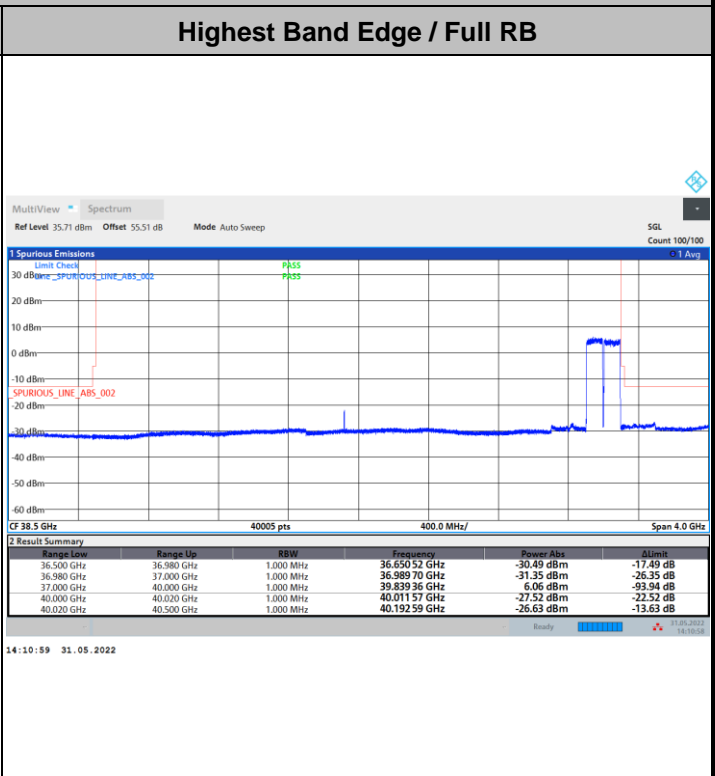 Highest Band Edge / Full RB
MultiView Spectrum
Ref Level 35.71 dBm Offset 55.51 dB Mode Auto Sweep SGL
Count 100/100
1 Spurious Emissions 1 Avg
Limit Check PASS
30 dBm Line _SPURIOUS_LINE_ABS_002 PASS
20 dBm
10 dBm
0 dBm
-10 dBm
_SPURIOUS_LINE_ABS_002
-20 dBm
-30 dBm
-40 dBm
-50 dBm
-60 dBm
CF 38.5 GHz 40005 pts 400.0 MHz/ Span 4.0 GHz
2 Result Summary
Range Low Range Up RBW Frequency Power Abs ΔLimit
36.500 GHz 36.980 GHz 1.000 MHz 36.650 52 GHz -30.49 dBm -17.49 dB
36.980 GHz 37.000 GHz 1.000 MHz 36.989 70 GHz -31.35 dBm -26.35 dB
37.000 GHz 40.000 GHz 1.000 MHz 39.839 36 GHz 6.06 dBm -93.94 dB
40.000 GHz 40.020 GHz 1.000 MHz 40.011 57 GHz -27.52 dBm -22.52 dB
40.020 GHz 40.500 GHz 1.000 MHz 40.192 59 GHz -26.63 dBm -13.63 dB
Ready 31.05.2022
14:10:58
14:10:59 31.05.2022